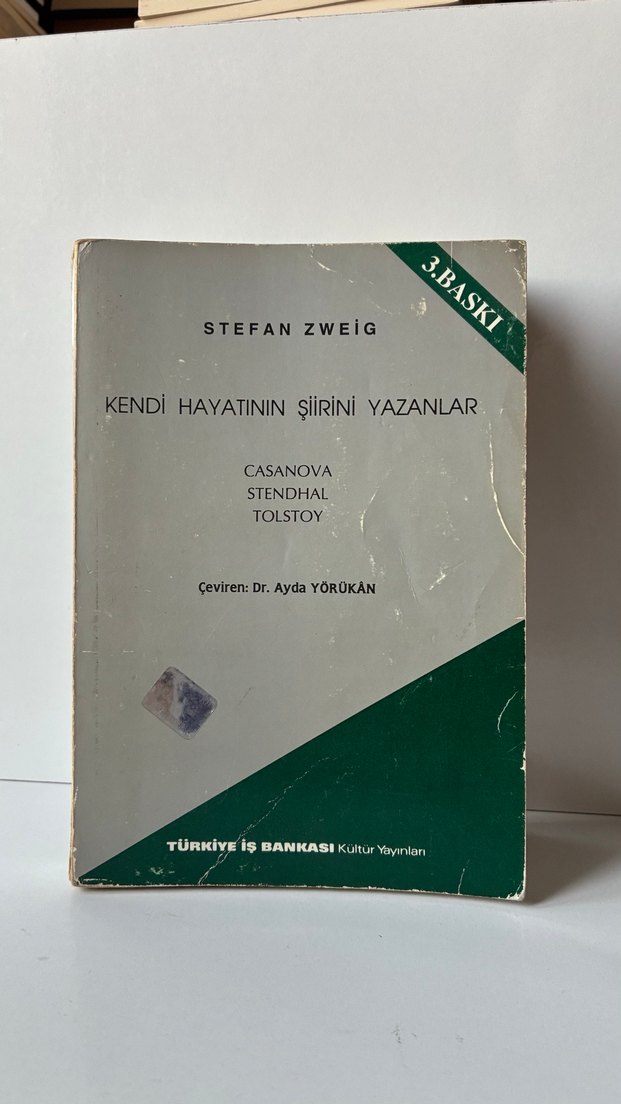 3.BASKI
STEFAN ZWEİG
KENDİ HAYATININ ŞİİRİNİ YAZANLAR
CASANOVA
STENDHAL
TOLSTOY
Çeviren: Dr. Ayda YÖRÜKÂN
TÜRKİYE İŞ BANKASI Kültür Yayınları